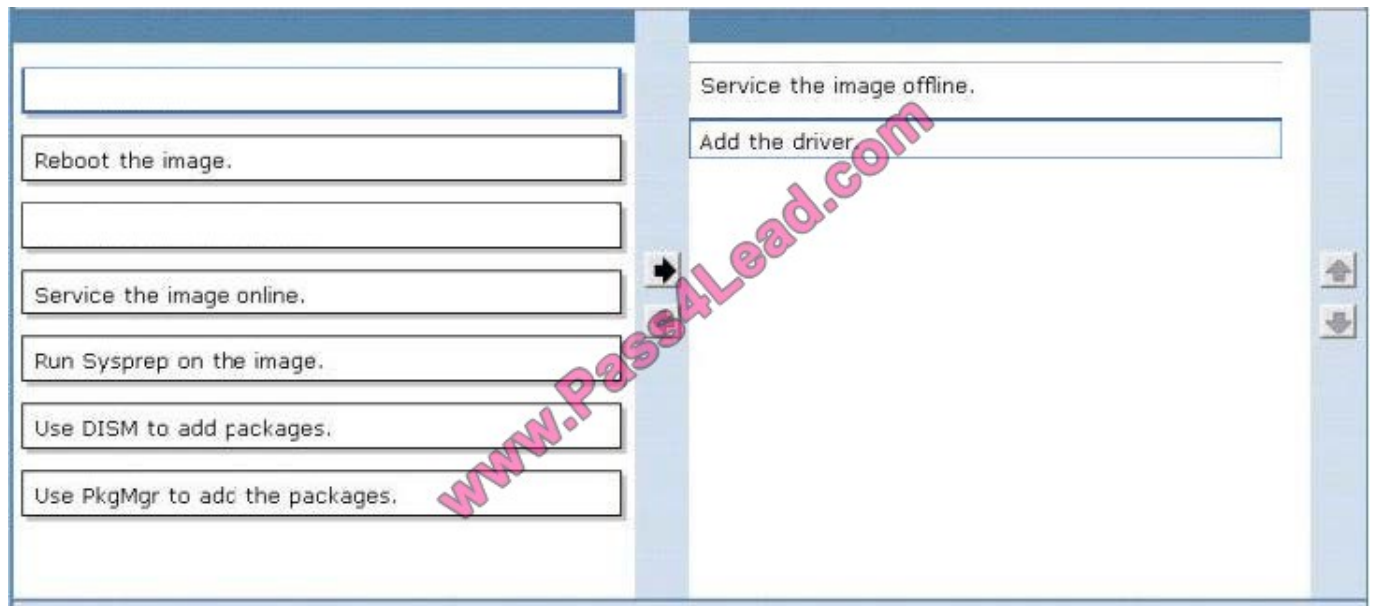 Reboot the image.
Service the image online.
Run Sysprep on the image.
Use DISM to add packages.
Use PkgMgr to add the packages.
Service the image offline.
Add the driver.
www.Pass4Lead.com